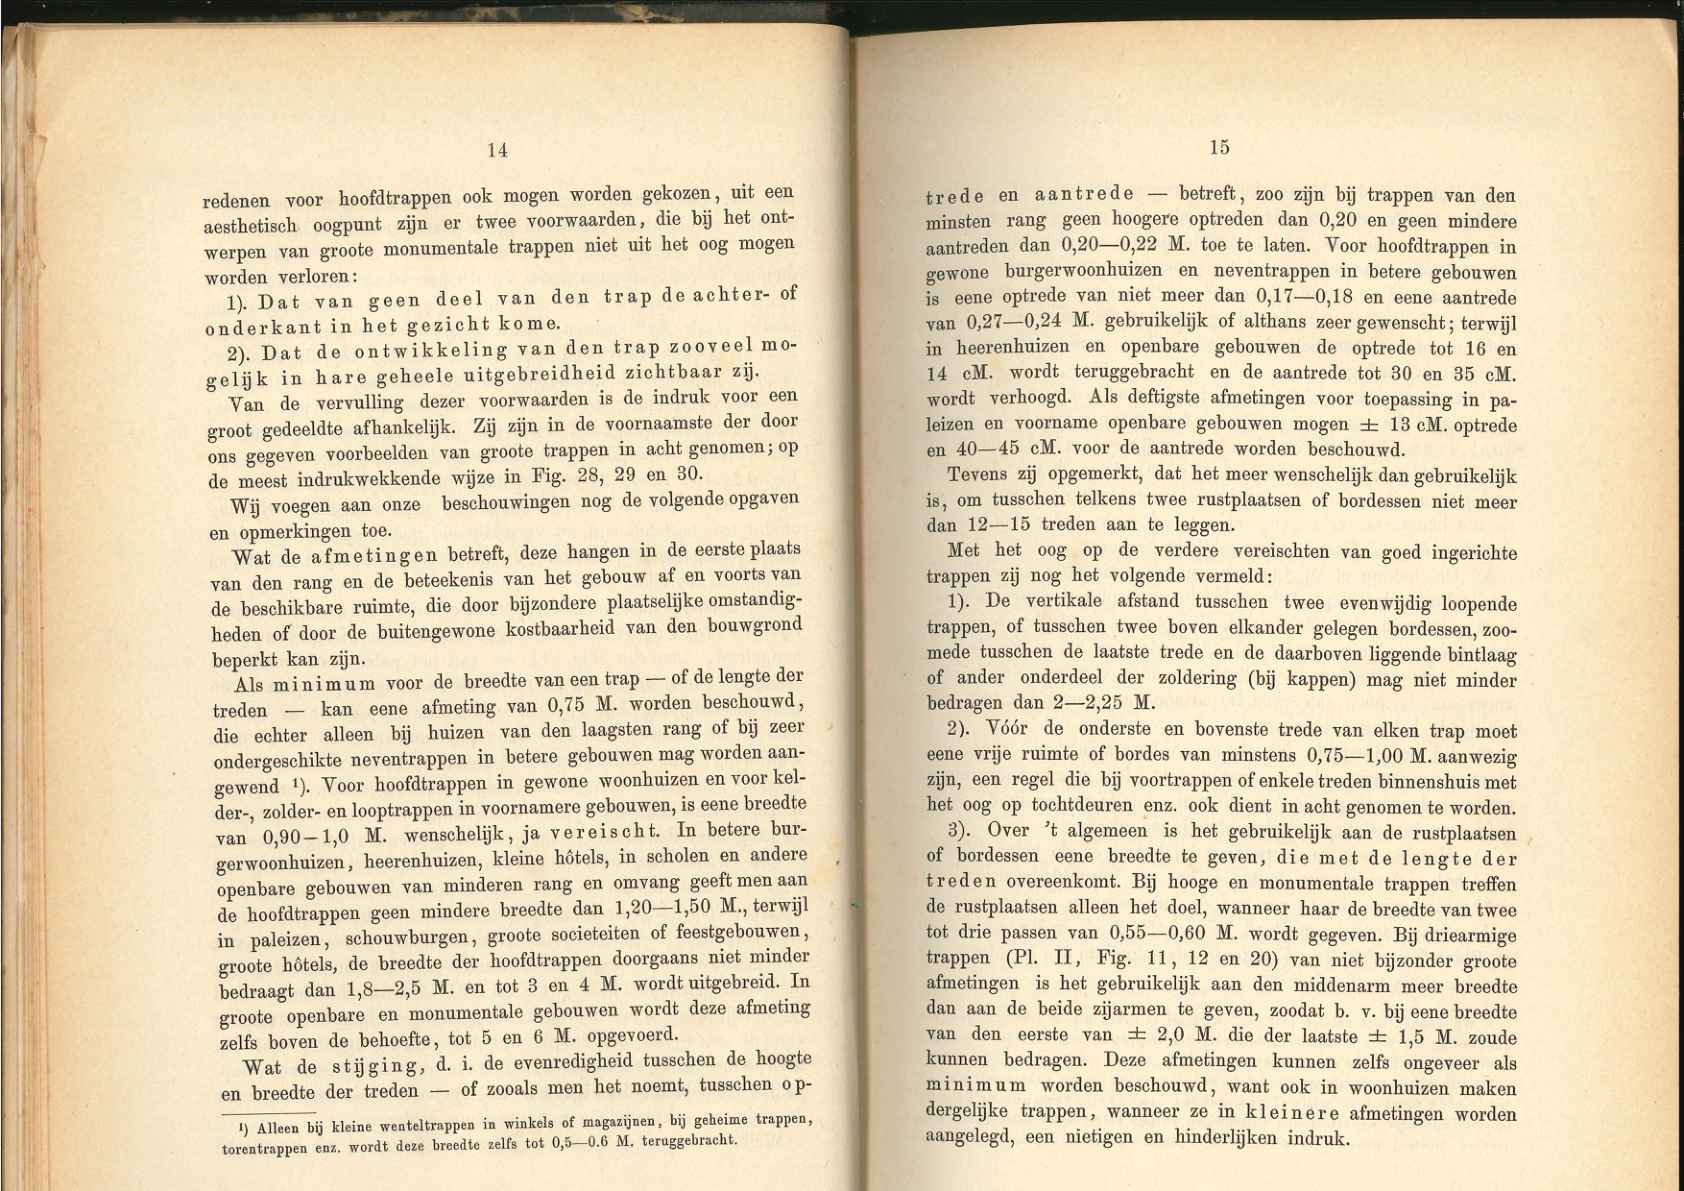 14
redenen voor hoofdtrappen ook mogen worden gekozen, uit een
aesthetisch oogpunt zijn er twee voorwaarden, die bij het ont-
werpen van groote monumentale trappen niet uit het oog mogen
worden verloren:
1). Dat van geen deel van den trap de achter- of
onderkant in het gezicht kome.
2). Dat de ontwikkeling van den trap zooveel mo-
gelijk in hare geheele uitgebreidheid zichtbaar zij.
Van de vervulling dezer voorwaarden is de indruk voor een
groot gedeeldte afhankelijk. Zij zijn in de voornaamste der door
ons gegeven voorbeelden van groote trappen in acht genomen; op
de meest indrukwekkende wijze in Fig. 28, 29 en 30.
Wij voegen aan onze beschouwingen nog de volgende opgaven
en opmerkingen toe.
Wat de afmetingen betreft, deze hangen in de eerste plaats
van den rang en de beteekenis van het gebouw af en voorts van
de beschikbare ruimte, die door bijzondere plaatselijke omstandig-
heden of door de buitengewone kostbaarheid van den bouwgrond
beperkt kan zijn.
Als minimum voor de breedte van een trap — of de lengte der
treden — kan eene afmeting van 0,75 M. worden beschouwd,
die echter alleen bij huizen van den laagsten rang of bij zeer
ondergeschikte neventrappen in betere gebouwen mag worden aan-
gewend ¹). Voor hoofdtrappen in gewone woonhuizen en voor kel-
der-, zolder- en looptrappen in voornamere gebouwen, is eene breedte
van 0,90—1,0 M. wenschelijk, ja vereischt. In betere bur-
gerwoonhuizen, heerenhuizen, kleine hôtels, in scholen en andere
openbare gebouwen van minderen rang en omvang geeft men aan
de hoofdtrappen geen mindere breedte dan 1,20—1,50 M., terwijl
in paleizen, schouwburgen, groote societeiten of feestgebouwen,
groote hôtels, de breedte der hoofdtrappen doorgaans niet minder
bedraagt dan 1,8—2,5 M. en tot 3 en 4 M. wordt uitgebreid. In
groote openbare en monumentale gebouwen wordt deze afmeting
zelfs boven de behoefte, tot 5 en 6 M. opgevoerd.
Wat de stijging, d. i. de evenredigheid tusschen de hoogte
en breedte der treden — of zooals men het noemt, tusschen op-
¹) Alleen bij kleine wenteltrappen in winkels of magazijnen, bij geheime trappen,
torentrappen enz. wordt deze breedte zelfs tot 0,5—0.6 M. teruggebracht.
15
trede en aantrede — betreft, zoo zijn bij trappen van den
minsten rang geen hoogere optreden dan 0,20 en geen mindere
aantreden dan 0,20—0,22 M. toe te laten. Voor hoofdtrappen in
gewone burgerwoonhuizen en neventrappen in betere gebouwen
is eene optrede van niet meer dan 0,17—0,18 en eene aantrede
van 0,27—0,24 M. gebruikelijk of althans zeer gewenscht; terwijl
in heerenhuizen en openbare gebouwen de optrede tot 16 en
14 cM. wordt teruggebracht en de aantrede tot 30 en 35 cM.
wordt verhoogd. Als deftigste afmetingen voor toepassing in pa-
leizen en voorname openbare gebouwen mogen ± 13 cM. optrede
en 40—45 cM. voor de aantrede worden beschouwd.
Tevens zij opgemerkt, dat het meer wenschelijk dan gebruikelijk
is, om tusschen telkens twee rustplaatsen of bordessen niet meer
dan 12—15 treden aan te leggen.
Met het oog op de verdere vereischten van goed ingerichte
trappen zij nog het volgende vermeld:
1). De vertikale afstand tusschen twee evenwijdig loopende
trappen, of tusschen twee boven elkander gelegen bordessen, zoo-
mede tusschen de laatste trede en de daarboven liggende bintlaag
of ander onderdeel der zoldering (bij kappen) mag niet minder
bedragen dan 2—2,25 M.
2). Vóór de onderste en bovenste trede van elken trap moet
eene vrije ruimte of bordes van minstens 0,75—1,00 M. aanwezig
zijn, een regel die bij voortrappen of enkele treden binnenshuis met
het oog op tochtdeuren enz. ook dient in acht genomen te worden.
3). Over 't algemeen is het gebruikelijk aan de rustplaatsen
of bordessen eene breedte te geven, die met de lengte der
treden overeenkomt. Bij hooge en monumentale trappen treffen
de rustplaatsen alleen het doel, wanneer haar de breedte van twee
tot drie passen van 0,55—0,60 M. wordt gegeven. Bij driearmige
trappen (Pl. II, Fig. 11, 12 en 20) van niet bijzonder groote
afmetingen is het gebruikelijk aan den middenarm meer breedte
dan aan de beide zijarmen te geven, zoodat b. v. bij eene breedte
van den eerste van ± 2,0 M. die der laatste ± 1,5 M. zoude
kunnen bedragen. Deze afmetingen kunnen zelfs ongeveer als
minimum worden beschouwd, want ook in woonhuizen maken
dergelijke trappen, wanneer ze in kleinere afmetingen worden
aangelegd, een nietigen en hinderlijken indruk.